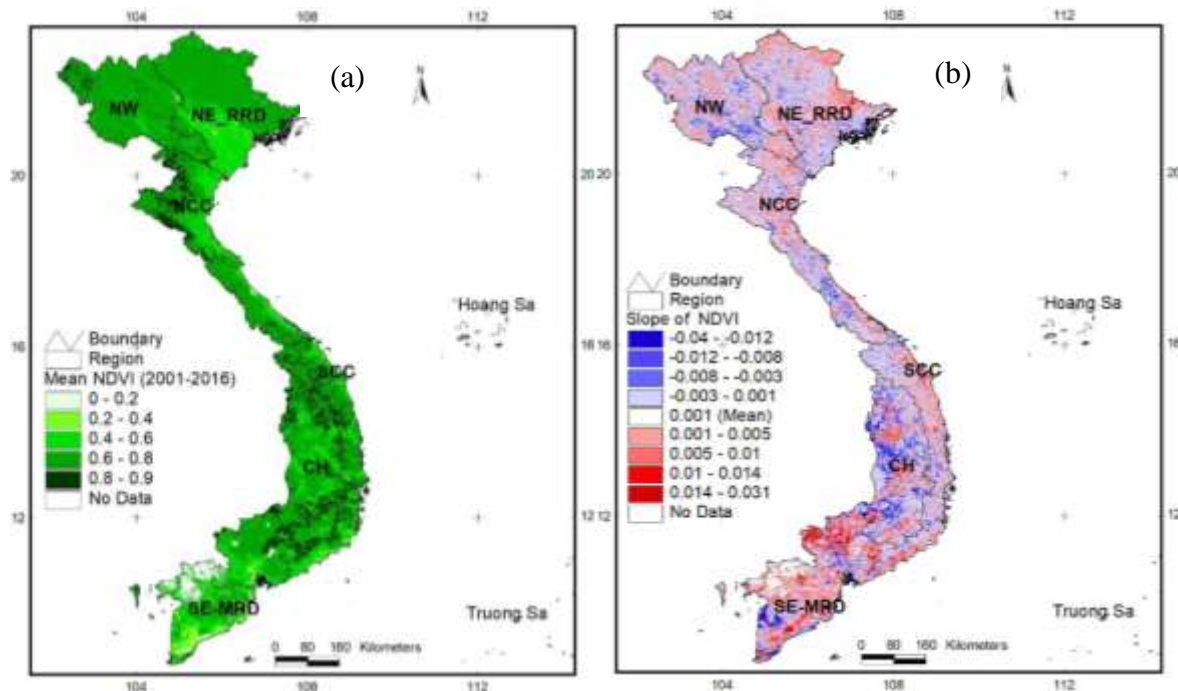 104 108 112
(a)
N
NW
NE_RRD
20
NCC
Hoang Sa
Boundary
Region
16
Mean NDVI (2001-2016)
0 - 0.2
0.2 - 0.4
0.4 - 0.6
0.6 - 0.8
0.8 - 0.9
No Data
SCC
CH
12
SE-MRD
Truong Sa
0 80 160 Kilometers
104 108 112
104 108 112
(b)
N
NW
NE_RRD
20 20
NCC
Boundary
Region
Hoang Sa
Slope of NDVI
-0.04 - -0.012
16 16
-0.012 - -0.008
-0.008 - -0.003
-0.003 - 0.001
0.001 (Mean)
0.001 - 0.005
0.005 - 0.01
0.01 - 0.014
0.014 - 0.031
No Data
SCC
CH
12 12
SE-MRD
Truong Sa
0 80 160 Kilometers
104 108 112